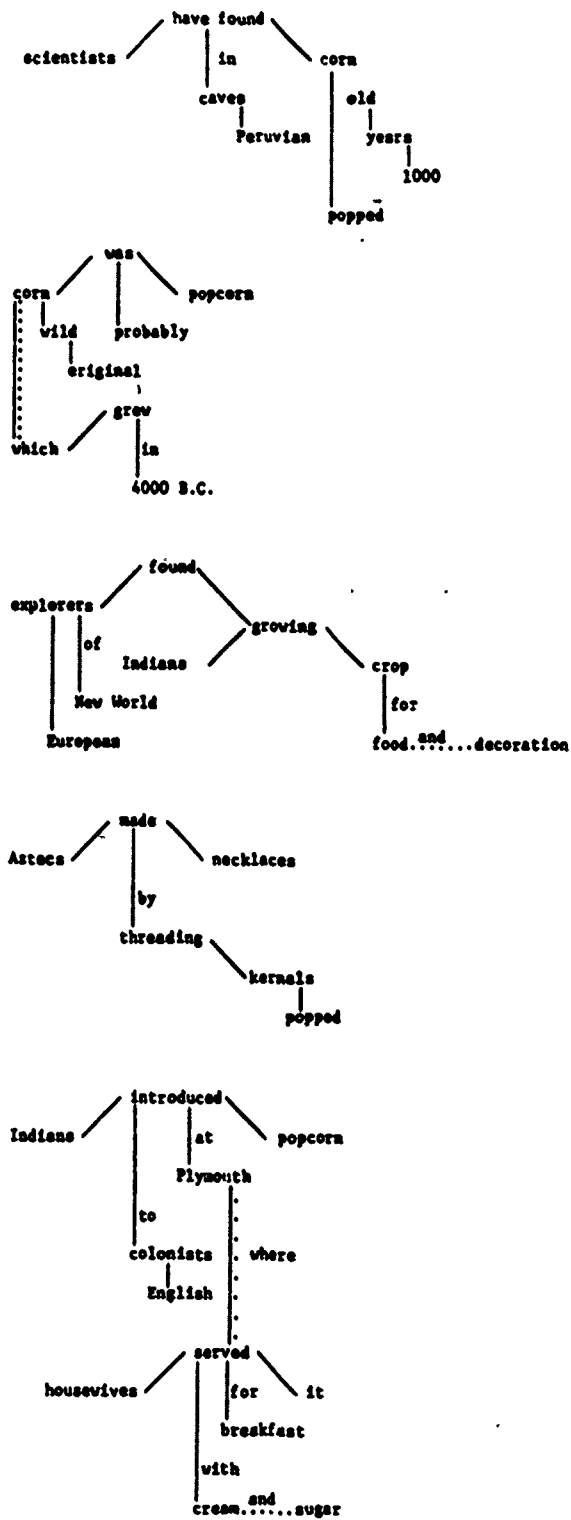 have found
scientists in corn
caves old
Peruvian years
1000
popped
was
corn popcorn
wild probably
original
grew
which in
4000 B.C.
found
explorers
growing
of Indians crop
New World for
European food and decoration
made
Aztecs necklaces
by
threading
kernals
popped
introduced
Indians at popcorn
Plymouth
to
colonists where
English
served
housewives for it
breakfast
with
cream and sugar